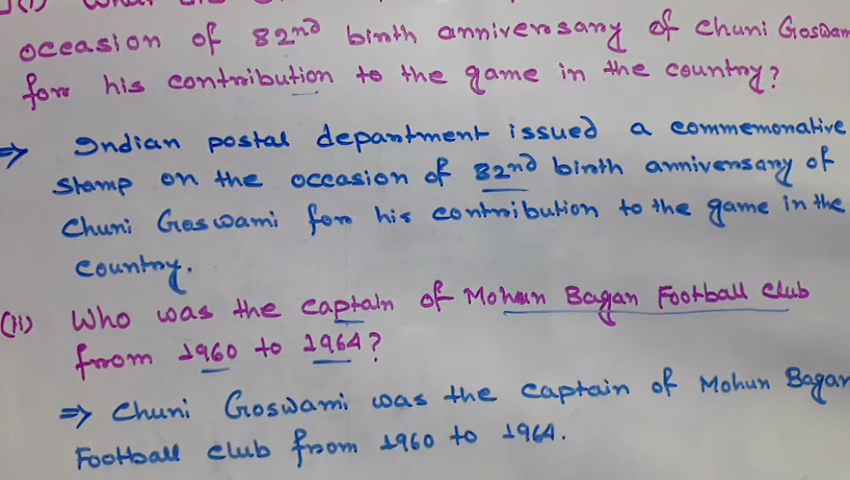 occasion of 82nd birth anniversary of Chuni Goswam
for his contribution to the game in the country?
⇒ Indian postal department issued a commemorative
stamp on the occasion of 82nd birth anniversary of
Chuni Goswami for his contribution to the game in the
country.
(ii) Who was the captain of Mohun Bagan Football club
from 1960 to 1964?
⇒ Chuni Goswami was the captain of Mohun Bagan
Football club from 1960 to 1964.